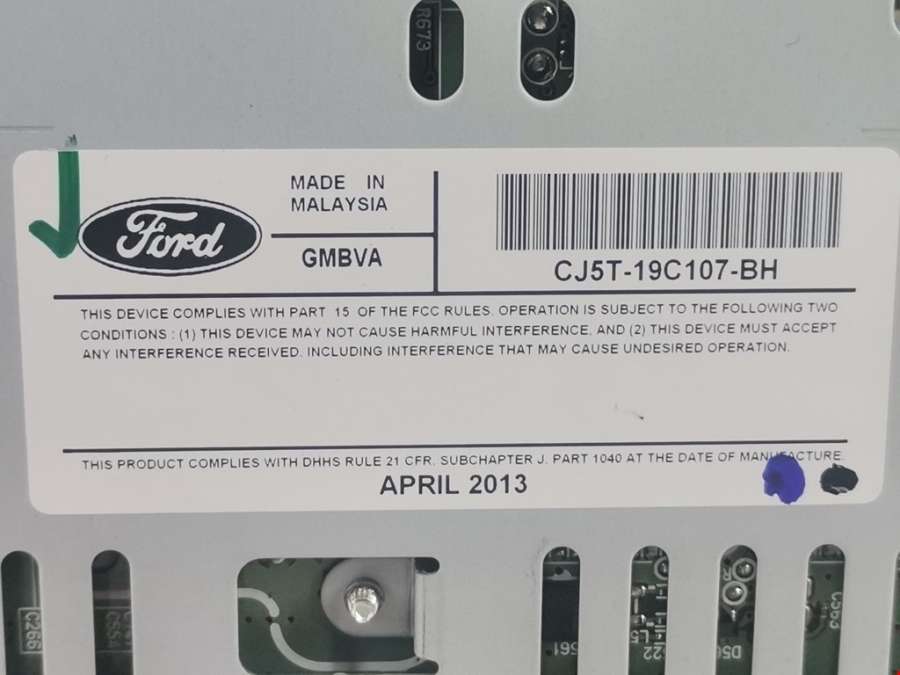 R673
MADE IN
MALAYSIA
Ford
GMBVA
CJ5T-19C107-BH
THIS DEVICE COMPLIES WITH PART 15 OF THE FCC RULES. OPERATION IS SUBJECT TO THE FOLLOWING TWO
CONDITIONS : (1) THIS DEVICE MAY NOT CAUSE HARMFUL INTERFERENCE, AND (2) THIS DEVICE MUST ACCEPT
ANY INTERFERENCE RECEIVED. INCLUDING INTERFERENCE THAT MAY CAUSE UNDESIRED OPERATION.
THIS PRODUCT COMPLIES WITH DHHS RULE 21 CFR, SUBCHAPTER J. PART 1040 AT THE DATE OF MANUFACTURE.
APRIL 2013
C266